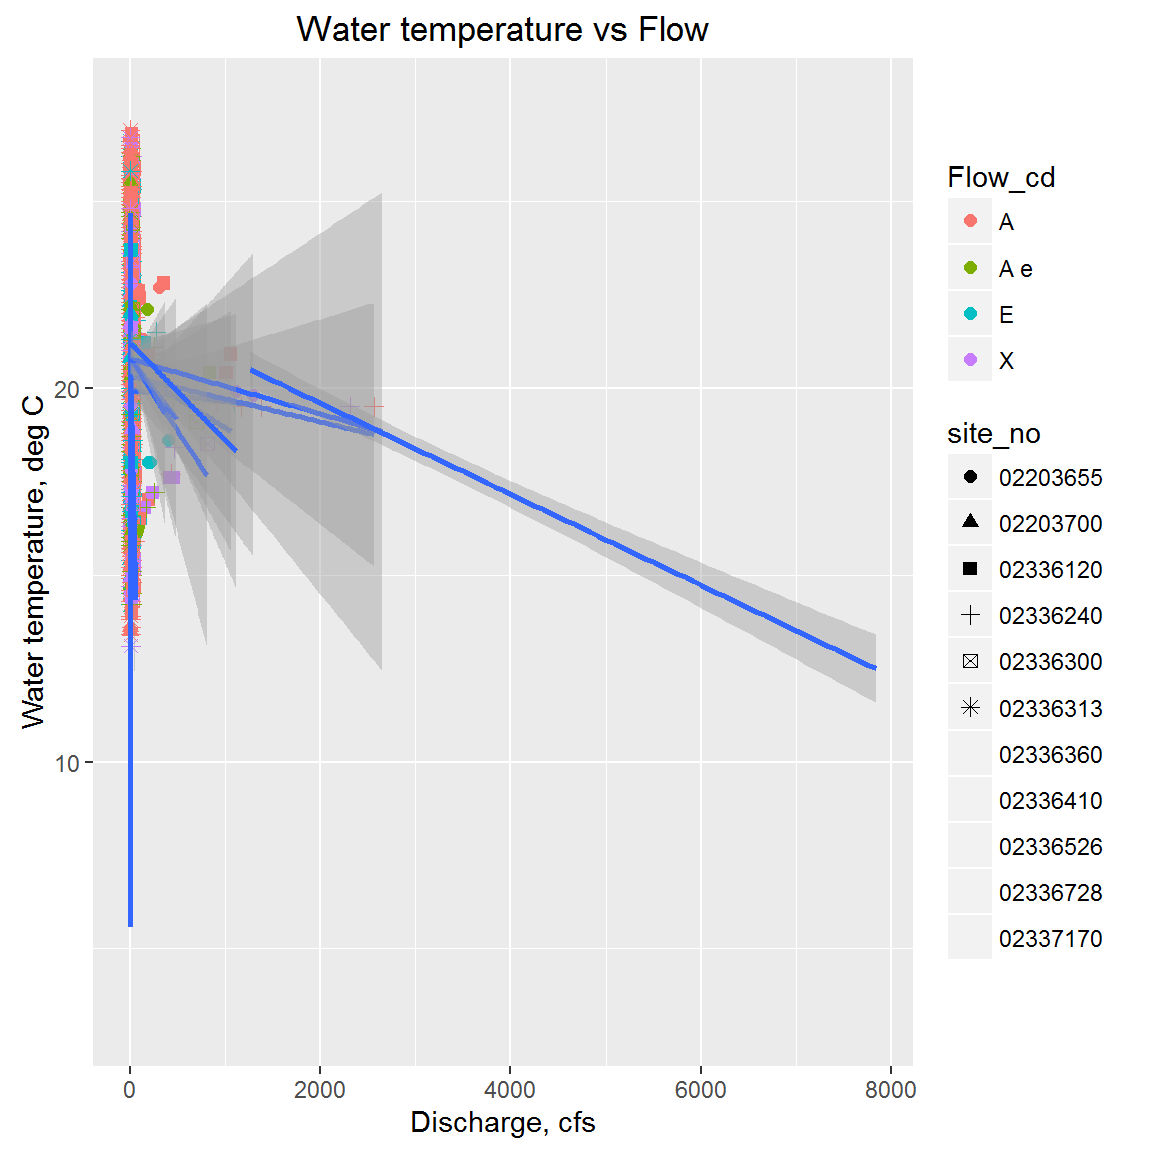 Water temperature vs Flow
Water temperature, deg C
20
10
0
2000
4000
6000
8000
Discharge, cfs
Flow_cd
A
A e
E
X
site_no
02203655
02203700
02336120
02336240
02336300
02336313
02336360
02336410
02336526
02336728
02337170